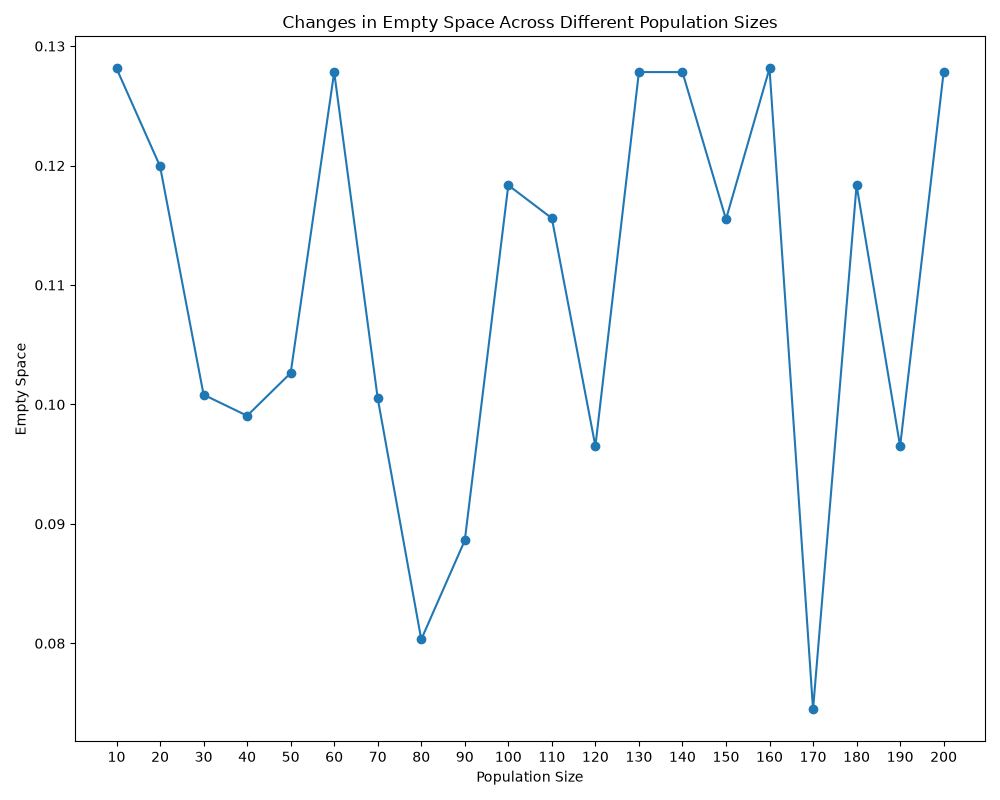 Changes in Empty Space Across Different Population Sizes
0.13
0.12
0.11
0.10
0.09
0.08
Empty Space
10 20 30 40 50 60 70 80 90 100 110 120 130 140 150 160 170 180 190 200
Population Size